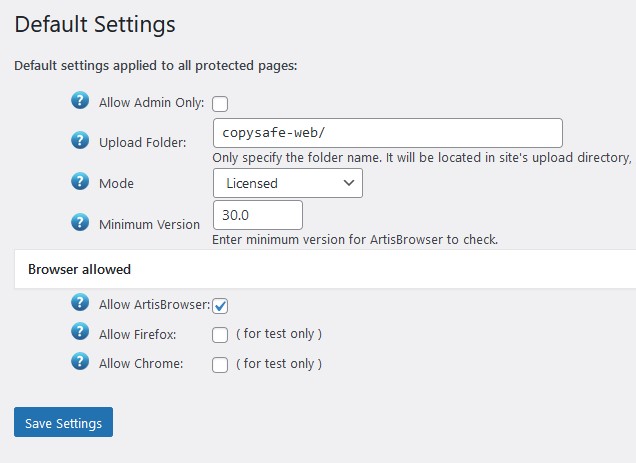 Default Settings
Default settings applied to all protected pages:
? Allow Admin Only:
? Upload Folder: copysafe-web/
Only specify the folder name. It will be located in site's upload directory,
? Mode Licensed
? Minimum Version 30.0
Enter minimum version for ArtisBrowser to check.
Browser allowed
? Allow ArtisBrowser:
? Allow Firefox: ( for test only )
? Allow Chrome: ( for test only )
Save Settings